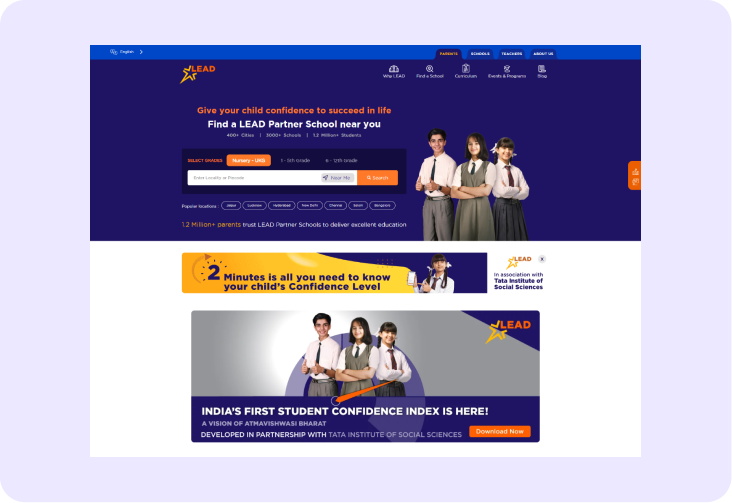 English
PARENTS SCHOOLS TEACHERS ABOUT US
LEAD
Why LEAD Find a School Curriculum Events & Programs Blog
Give your child confidence to succeed in life
Find a LEAD Partner School near you
400+ Cities | 3000+ Schools | 1.2 Million+ Students
SELECT GRADES Nursery - UKG 1 - 5th Grade 6 - 12th Grade
Enter Locality or Pincode Near Me Search
Popular locations : Jaipur Lucknow Hyderabad New Delhi Chennai Salem Bangalore
1.2 Million+ parents trust LEAD Partner Schools to deliver excellent education
2 Minutes is all you need to know
your child's Confidence Level
LEAD
X
In association with
Tata Institute of
Social Sciences
LEAD
INDIA'S FIRST STUDENT CONFIDENCE INDEX IS HERE!
A VISION OF ATMAVISHWASI BHARAT
DEVELOPED IN PARTNERSHIP WITH TATA INSTITUTE OF SOCIAL SCIENCES
Download Now